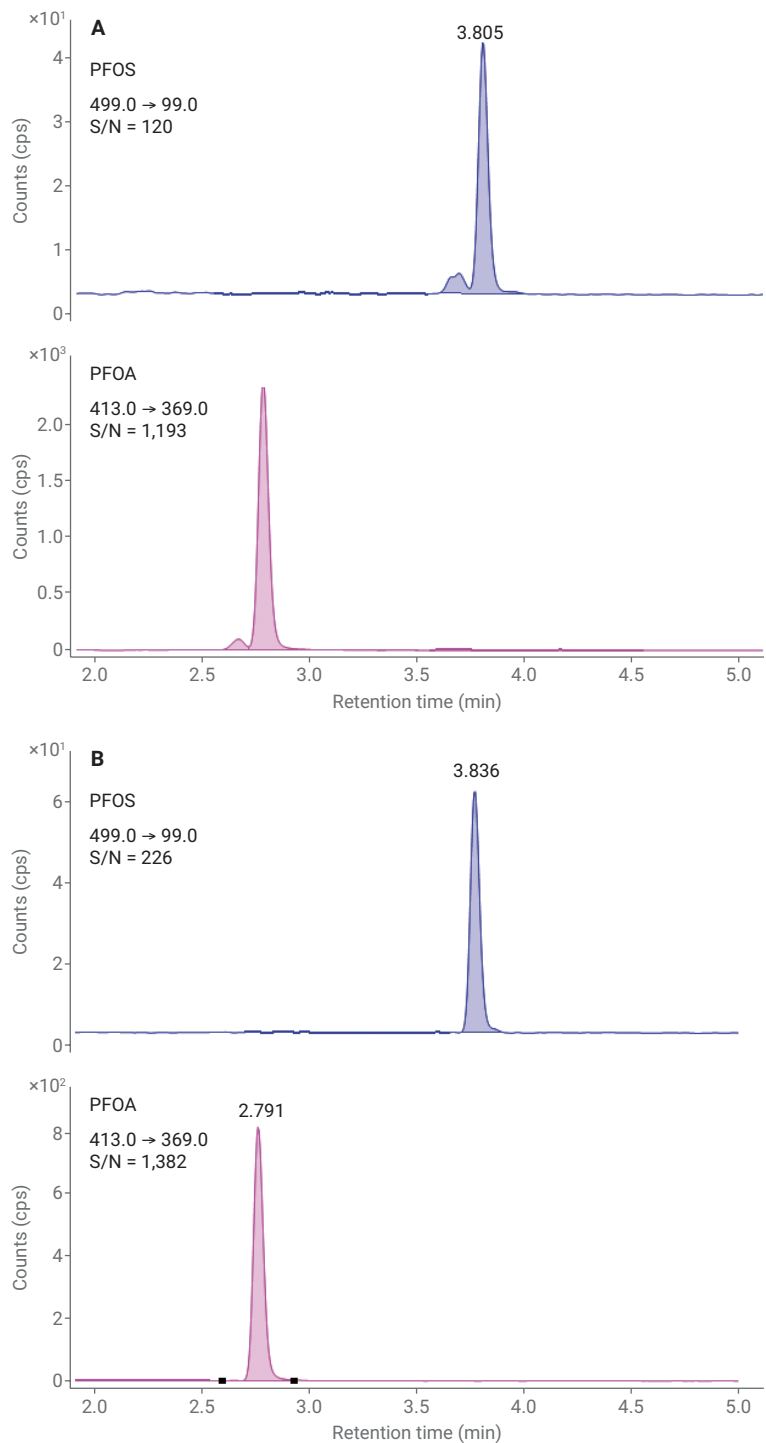 ×10¹
A
3.805
PFOS
499.0 → 99.0
S/N = 120
4
3
2
1
0
Counts (cps)
×10³
PFOA
413.0 → 369.0
S/N = 1,193
2.0
1.5
1.0
0.5
0
Counts (cps)
2.0 2.5 3.0 3.5 4.0 4.5 5.0
Retention time (min)
×10¹
B
3.836
PFOS
499.0 → 99.0
S/N = 226
6
4
2
0
Counts (cps)
×10²
PFOA
2.791
413.0 → 369.0
S/N = 1,382
8
6
4
2
0
Counts (cps)
2.0 2.5 3.0 3.5 4.0 4.5 5.0
Retention time (min)